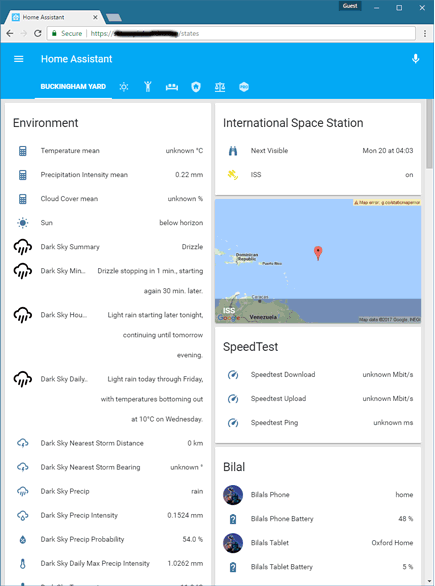 Guest
Home Assistant
Secure https:// /states
Home Assistant
BUCKINGHAM YARD
Environment
Temperature mean unknown °C
Precipitation Intensity mean 0.22 mm
Cloud Cover mean unknown %
Sun below horizon
Dark Sky Summary Drizzle
Dark Sky Min... Drizzle stopping in 1 min., starting
again 30 min. later.
Dark Sky Hou... Light rain starting later tonight,
continuing until tomorrow
evening.
Dark Sky Daily... Light rain today through Friday,
with temperatures bottoming out
at 10°C on Wednesday.
Dark Sky Nearest Storm Distance 0 km
Dark Sky Nearest Storm Bearing unknown °
Dark Sky Precip rain
Dark Sky Precip Intensity 0.1524 mm
Dark Sky Precip Probability 54.0 %
Dark Sky Daily Max Precip Intensity 1.0262 mm
International Space Station
Next Visible Mon 20 at 04:03
ISS on
Map error: g.co/staticmaperror
Dominican
Republic
Puerto Rico
Caracas
Venezuela
ISS
Google
Map data ©2017 Google, INEGI
SpeedTest
Speedtest Download unknown Mbit/s
Speedtest Upload unknown Mbit/s
Speedtest Ping unknown ms
Bilal
Bilals Phone home
Bilals Phone Battery 48 %
Bilals Tablet Oxford Home
Bilals Tablet Battery 5 %